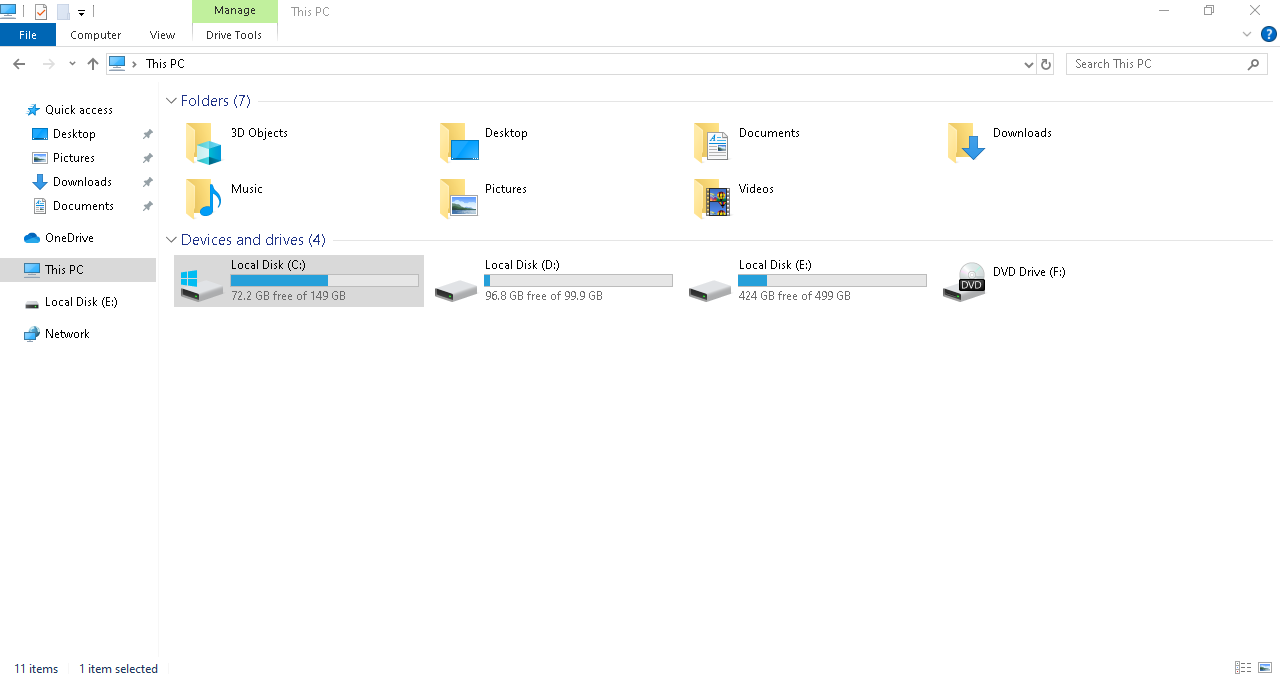 Manage
This PC
File
Computer
View
Drive Tools
?
This PC
Search This PC
Quick access
Desktop
Pictures
Downloads
Documents
OneDrive
This PC
Local Disk (E:)
Network
Folders (7)
3D Objects
Desktop
Documents
Downloads
Music
Pictures
Videos
Devices and drives (4)
Local Disk (C:)
72.2 GB free of 149 GB
Local Disk (D:)
96.8 GB free of 99.9 GB
Local Disk (E:)
424 GB free of 499 GB
DVD
DVD Drive (F:)
11 items
1 item selected